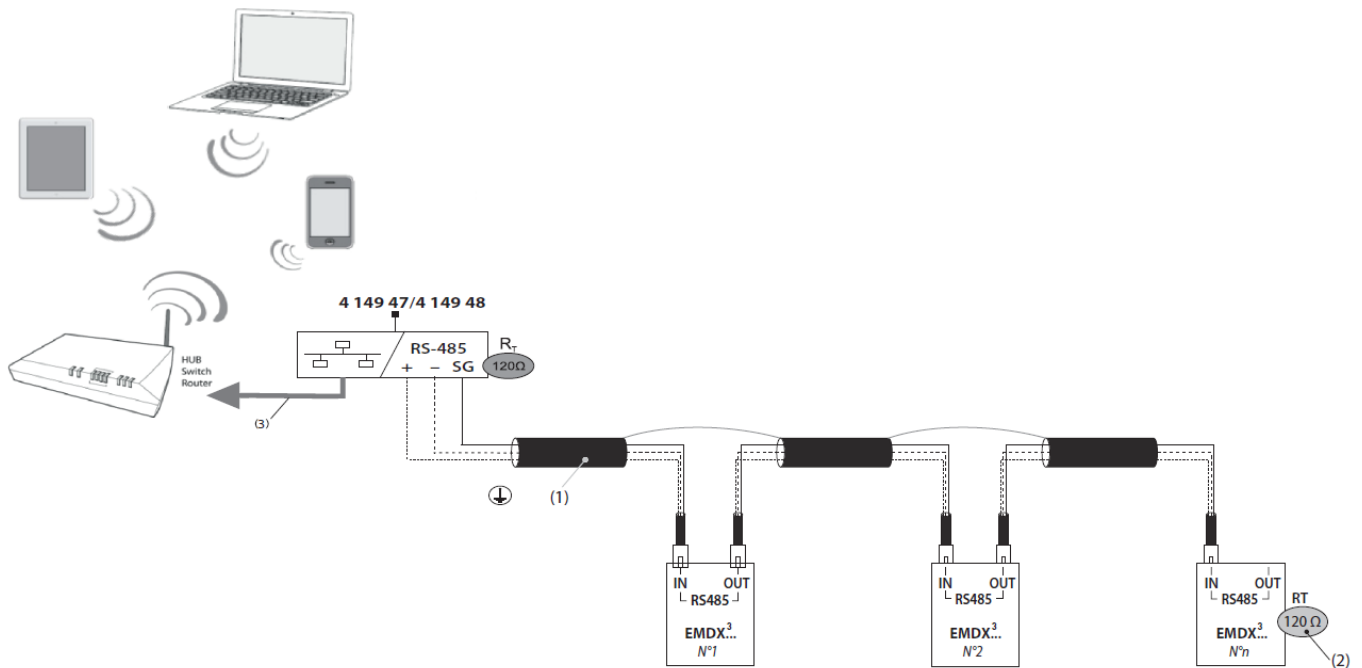 4 149 47/4 149 48
RS-485
+ – SG
RT
120Ω
HUB
Switch
Router
(3)
(1)
IN OUT
RS485
EMDX³...
N°1
IN OUT
RS485
EMDX³...
N°2
IN OUT
RS485
EMDX³...
N°n
RT
120 Ω
(2)